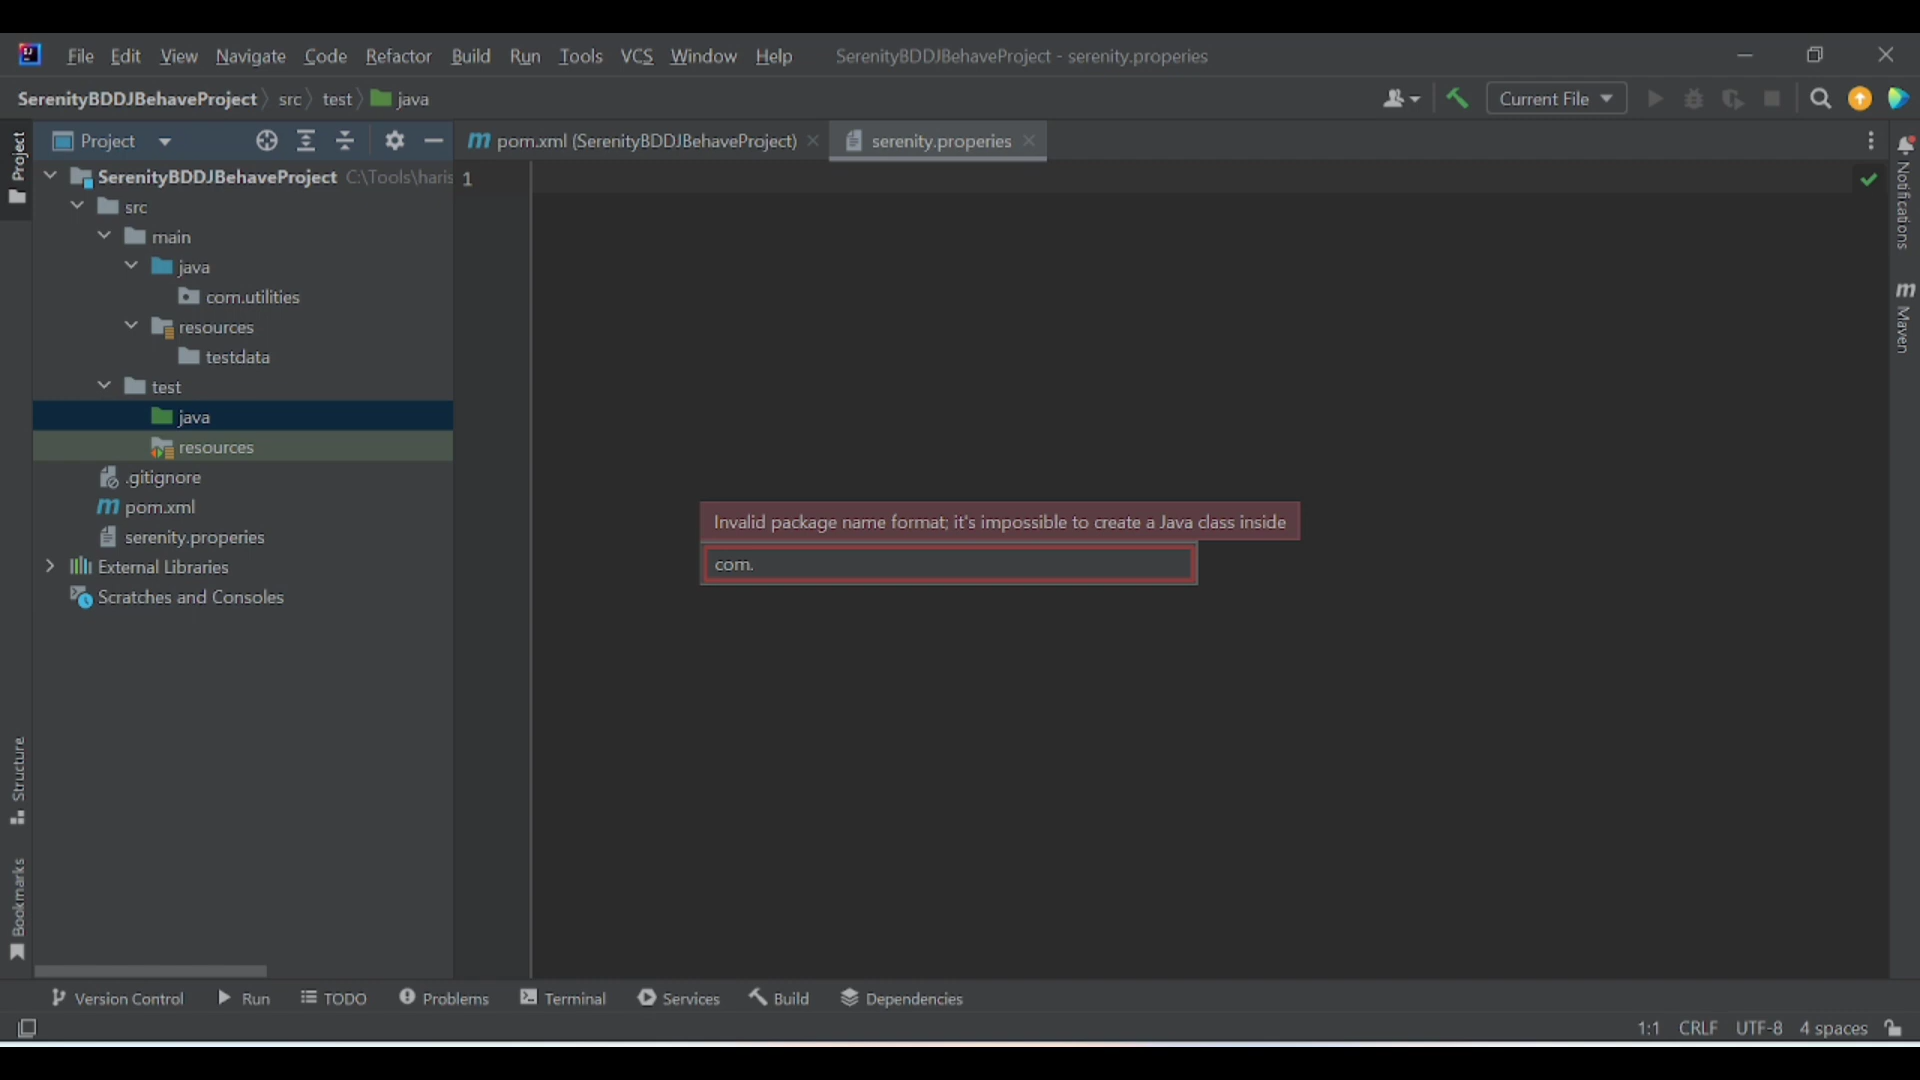 File Edit View Navigate Code Refactor Build Run Tools VCS Window Help SerenityBDDJBehaveProject - serenity.properies
SerenityBDDJBehaveProject src test java Current File
Project
Project pom.xml (SerenityBDDJBehaveProject) serenity.properies
SerenityBDDJBehaveProject C:\Tools\haris 1
src
main
java
com.utilities
resources
testdata
test
java
resources
.gitignore
pom.xml
serenity.properies
External Libraries
Scratches and Consoles
Invalid package name format; it's impossible to create a Java class inside
com.
Notifications
m Maven
Structure
Bookmarks
Version Control Run TODO Problems Terminal Services Build Dependencies
1:1 CRLF UTF-8 4 spaces